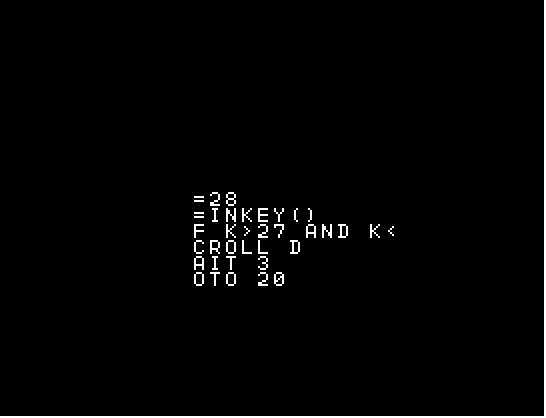 =28
=INKEY()
F K>27 AND K<
CROLL D
AIT 3
OTO 20